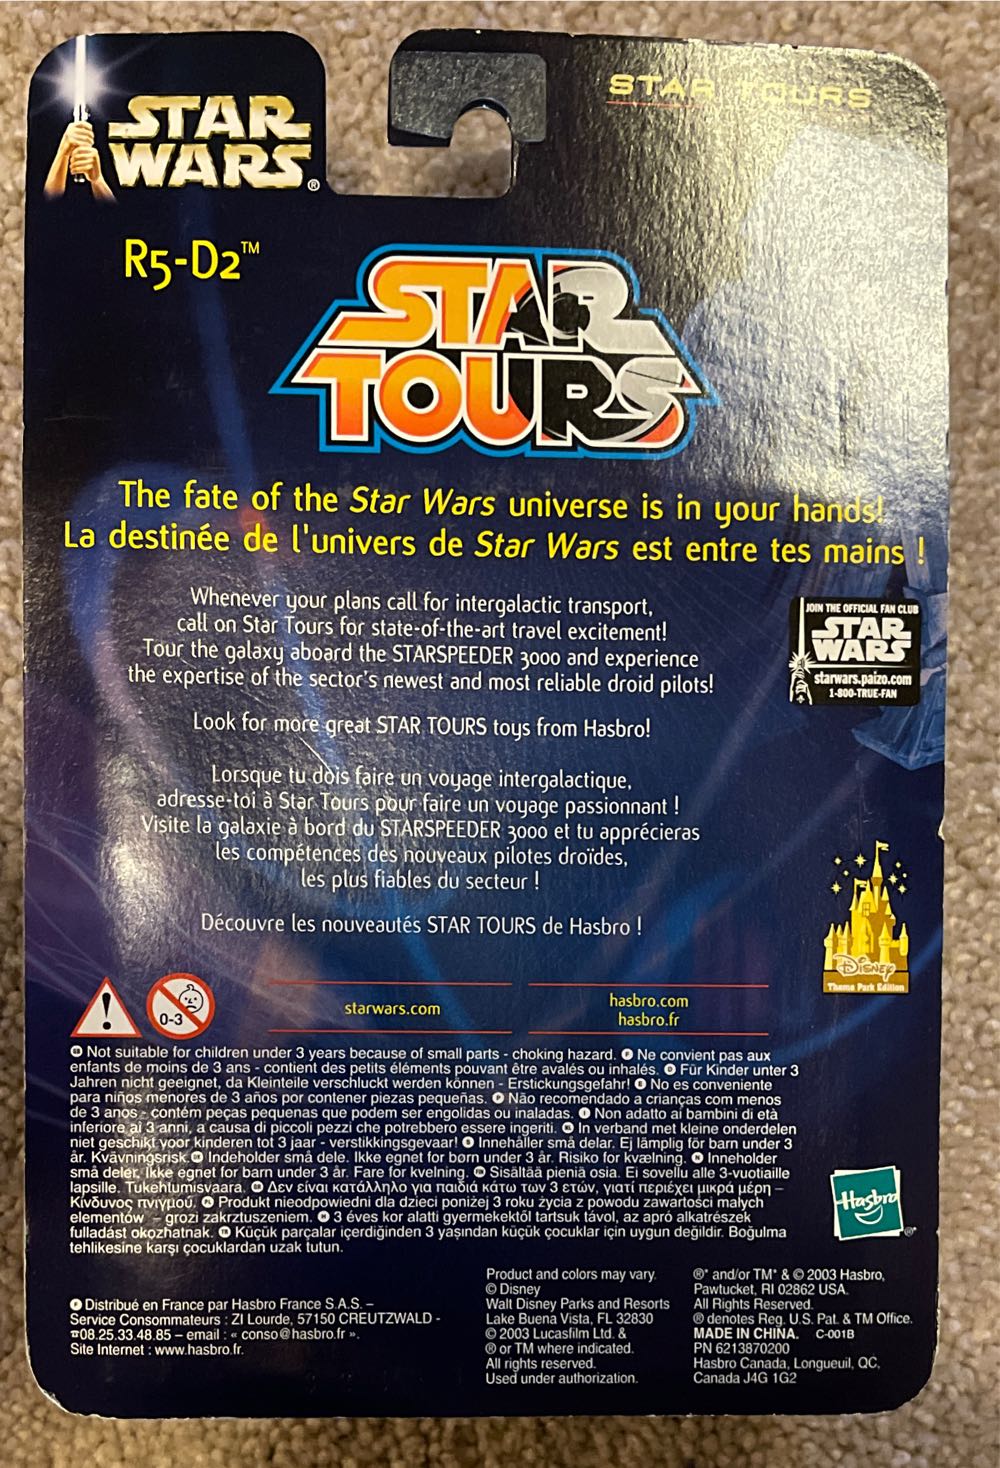 STAR WARS®
STAR TOURS
R5-D2™
STAR TOURS
The fate of the Star Wars universe is in your hands!
La destinée de l'univers de Star Wars est entre tes mains !
Whenever your plans call for intergalactic transport,
call on Star Tours for state-of-the-art travel excitement!
Tour the galaxy aboard the STARSPEEDER 3000 and experience
the expertise of the sector's newest and most reliable droid pilots!
Look for more great STAR TOURS toys from Hasbro!
JOIN THE OFFICIAL FAN CLUB
STAR
WARS
starwars.paizo.com
1-800-TRUE-FAN
Lorsque tu dois faire un voyage intergalactique,
adresse-toi à Star Tours pour faire un voyage passionnant !
Visite la galaxie à bord du STARSPEEDER 3000 et tu apprécieras
les compétences des nouveaux pilotes droïdes,
les plus fiables du secteur !
Découvre les nouveautés STAR TOURS de Hasbro !
Disney
Theme Park Edition
0-3
starwars.com
hasbro.com
hasbro.fr
Not suitable for children under 3 years because of small parts - choking hazard. Ne convient pas aux
enfants de moins de 3 ans - contient des petits éléments pouvant être avalés ou inhalés. Für Kinder unter 3
Jahren nicht geeignet, da Kleinteile verschluckt werden können - Erstickungsgefahr! No es conveniente
para niños menores de 3 años por contener piezas pequeñas. Não recomendado a crianças com menos
de 3 anos - contém peças pequenas que podem ser engolidas ou inaladas. Non adatto ai bambini di età
inferiore ai 3 anni, a causa di piccoli pezzi che potrebbero essere ingeriti. In verband met kleine onderdelen
niet geschikt voor kinderen tot 3 jaar - verstikkingsgevaar! Innehåller små delar. Ej lämplig för barn under 3
år. Kvävningsrisk. Indeholder små dele. Ikke egnet for børn under 3 år. Risiko for kvælning. Inneholder
små deler, Ikke egnet for barn under 3 år. Fare for kvelning. Sisältää pieniä osia. Ei sovellu alle 3-vuotiaille
lapsille. Tukehtumisvaara. Δεν είναι κατάλληλο για παιδιά κάτω των 3 ετών, γιατί περιέχει μικρά μέρη –
Κίνδυνος πνιγμού. Produkt nieodpowiedni dla dzieci poniżej 3 roku życia z powodu zawartości małych
elementów – grozi zakrztuszeniem. 3 éves kor alatti gyermekektől tartsuk távol, az apró alkatrészek
fulladást okozhatnak. Küçük parçalar içerdiğinden 3 yaşından küçük çocuklar için uygun değildir. Boğulma
tehlikesine karşı çocuklardan uzak tutun.
Hasbro®
Distribué en France par Hasbro France S.A.S. –
Service Consommateurs : ZI Lourde, 57150 CREUTZWALD -
☎08.25.33.48.85 – email : « conso@hasbro.fr ».
Site Internet : www.hasbro.fr.
Product and colors may vary.
© Disney
Walt Disney Parks and Resorts
Lake Buena Vista, FL 32830
© 2003 Lucasfilm Ltd. &
® or TM where indicated.
All rights reserved.
Used under authorization.
®* and/or TM* & © 2003 Hasbro,
Pawtucket, RI 02862 USA.
All Rights Reserved.
® denotes Reg. U.S. Pat. & TM Office.
MADE IN CHINA. C-001B
PN 6213870200
Hasbro Canada, Longueuil, QC,
Canada J4G 1G2